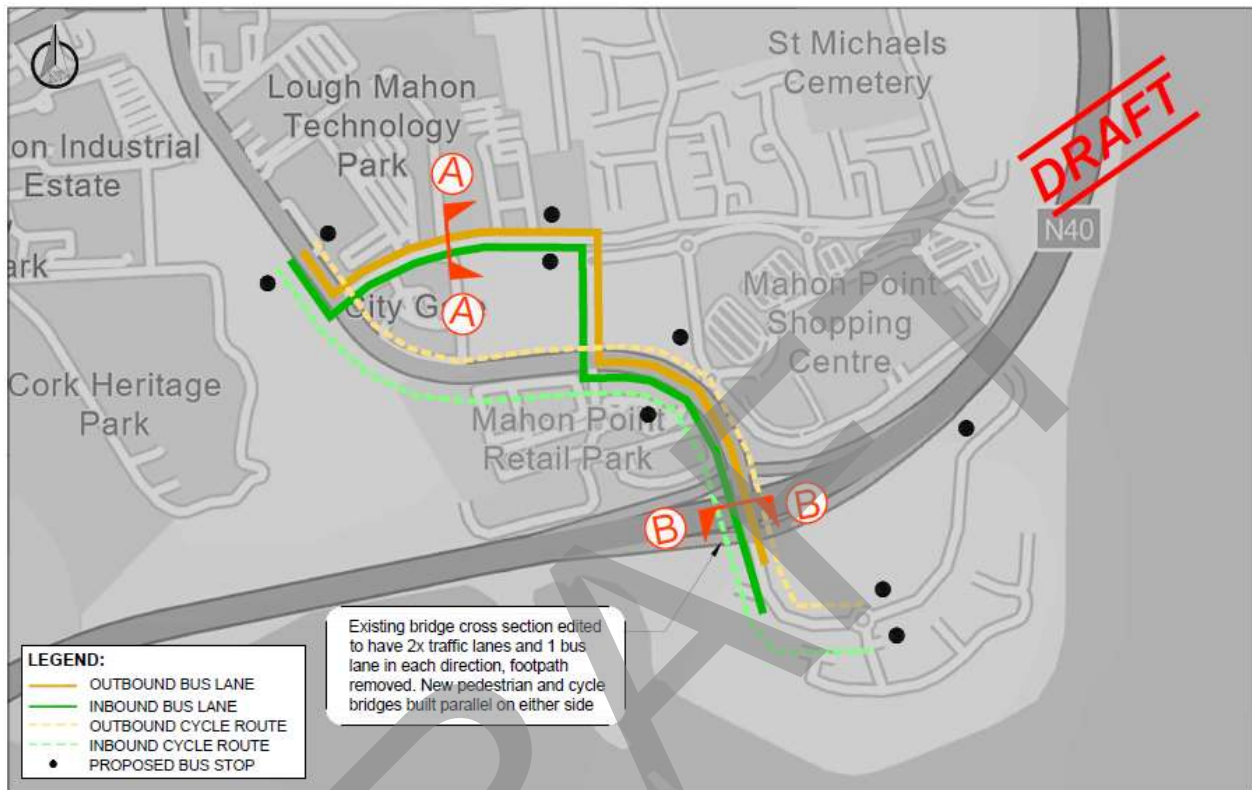 St Michaels
Cemetery
Lough Mahon
Technology
Park
on Industrial
Estate
ark
DRAFT
N40
A
A
City G
Mahon Point
Shopping
Centre
Cork Heritage
Park
Mahon Point
Retail Park
B
B
Existing bridge cross section edited
to have 2x traffic lanes and 1 bus
lane in each direction, footpath
removed. New pedestrian and cycle
bridges built parallel on either side
LEGEND:
OUTBOUND BUS LANE
INBOUND BUS LANE
OUTBOUND CYCLE ROUTE
INBOUND CYCLE ROUTE
PROPOSED BUS STOP